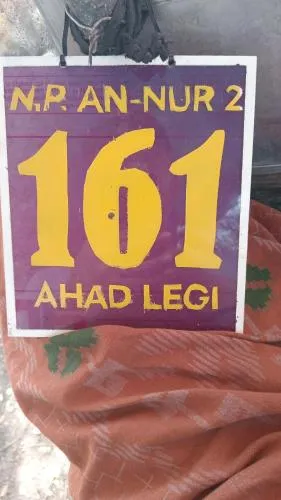 N.P. AN-NUR 2
161
AHAD LEGI